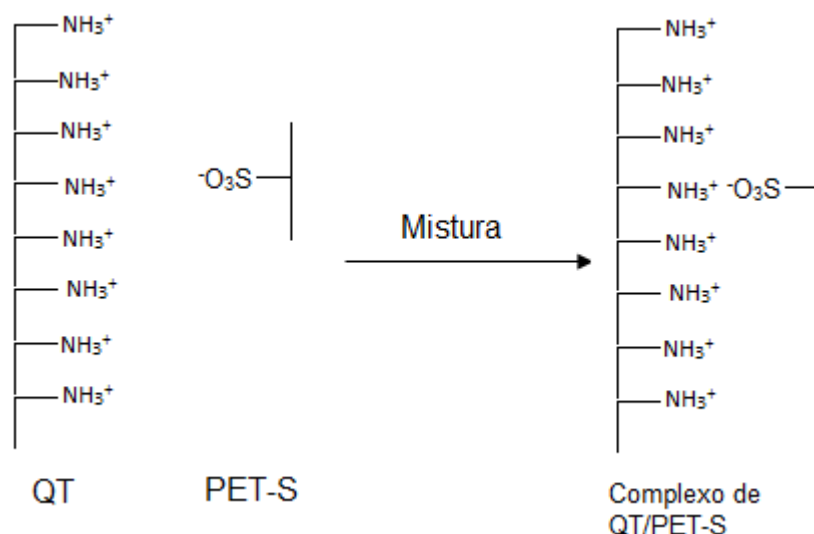 NH₃⁺ NH₃⁺
NH₃⁺ NH₃⁺
NH₃⁺ NH₃⁺
NH₃⁺ ⁻O₃S NH₃⁺ ⁻O₃S
NH₃⁺ Mistura NH₃⁺
NH₃⁺ NH₃⁺
NH₃⁺ NH₃⁺
NH₃⁺ NH₃⁺
QT PET-S Complexo de
QT/PET-S